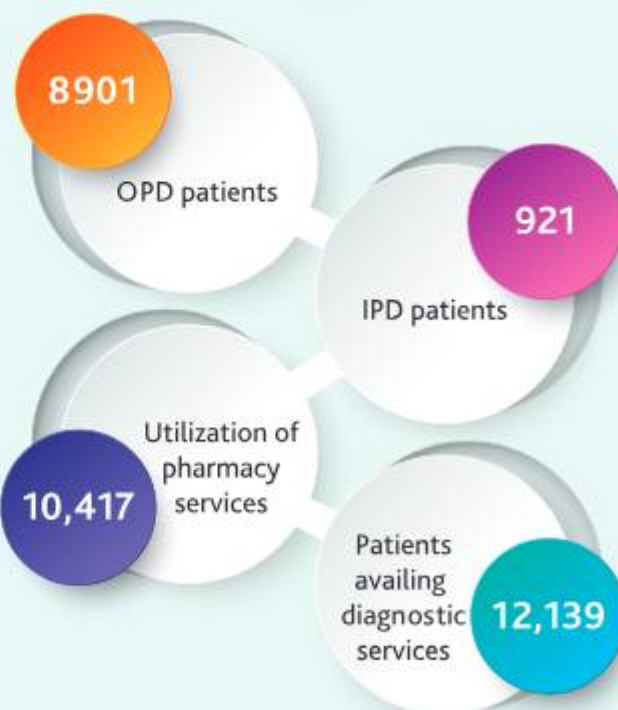 8901
OPD patients
921
IPD patients
Utilization of
pharmacy
services
10,417
Patients
availing
diagnostic
services
12,139